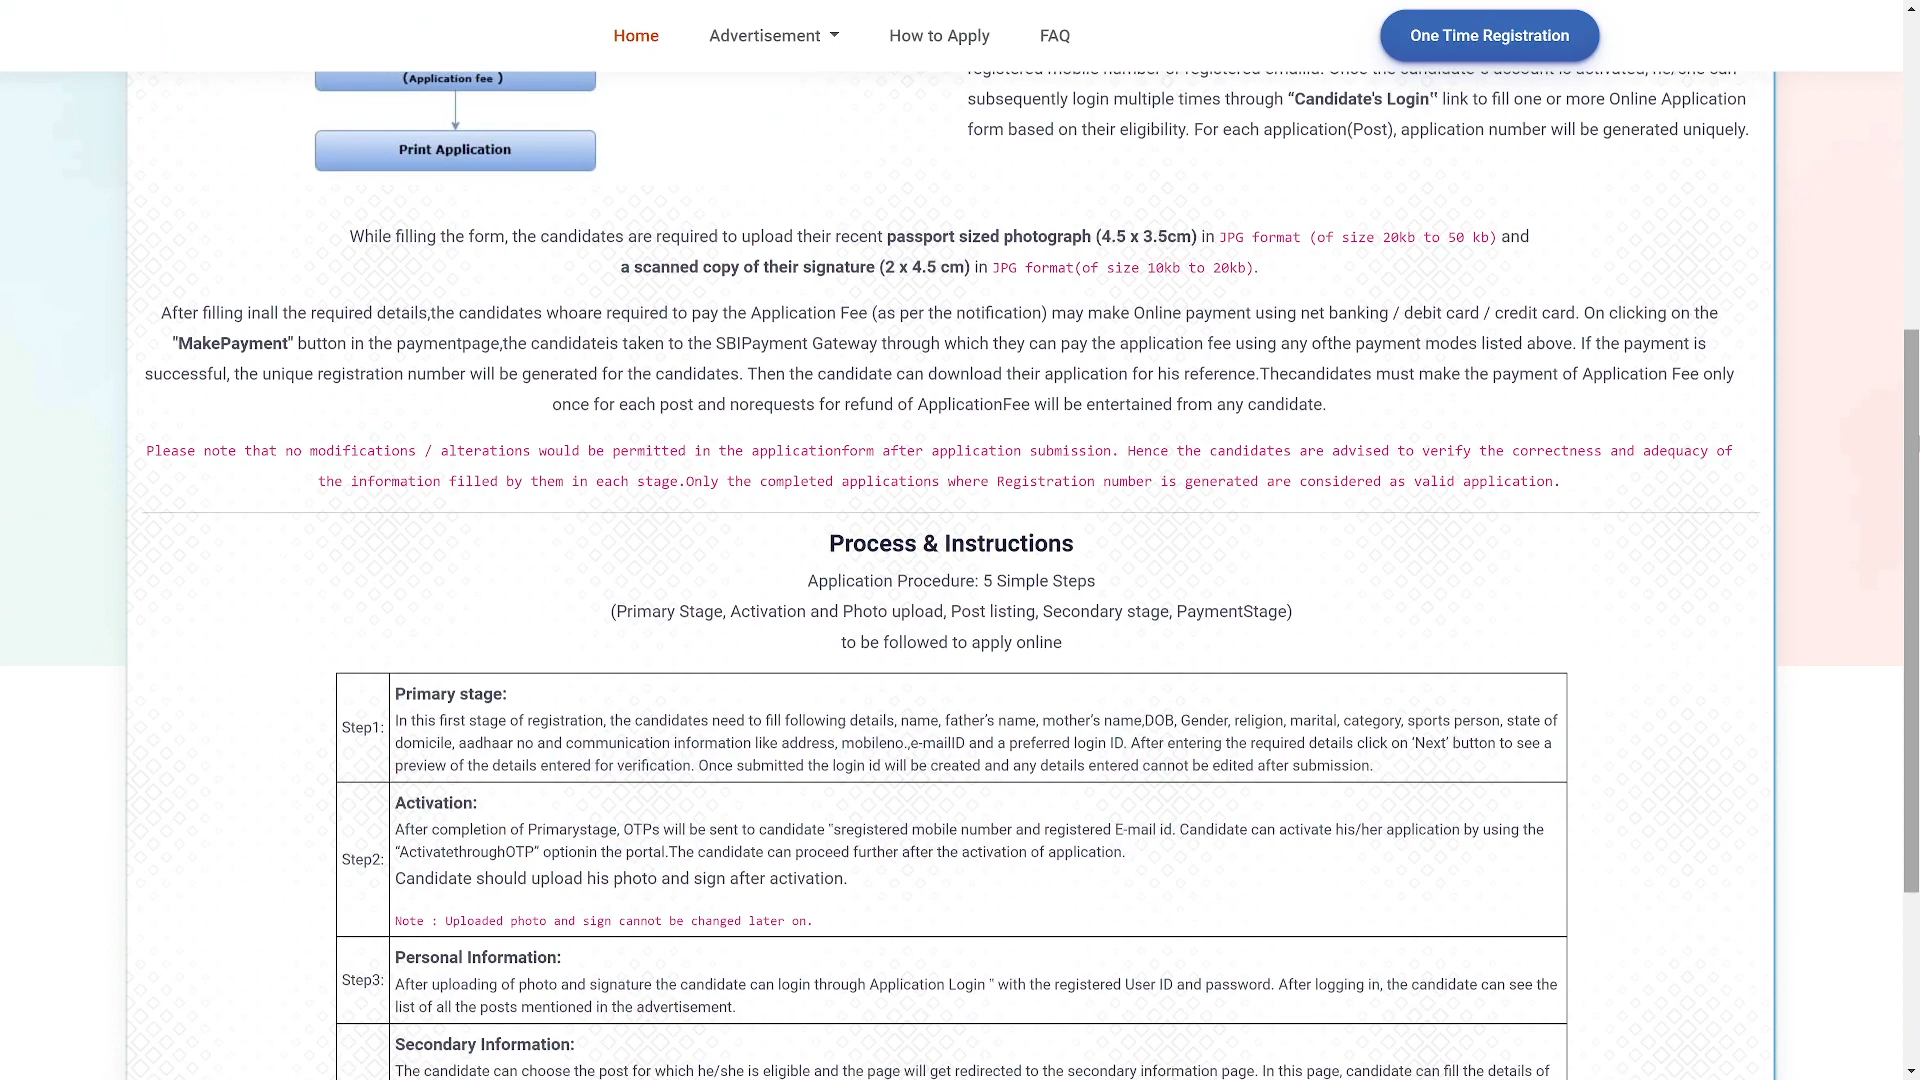 Home Advertisement How to Apply FAQ One Time Registration
(Application fee )
Print Application
registered mobile number or registered emailid. Once the candidate's account is activated, he/she can
subsequently login multiple times through “Candidate's Login‟ link to fill one or more Online Application
form based on their eligibility. For each application(Post), application number will be generated uniquely.
While filling the form, the candidates are required to upload their recent passport sized photograph (4.5 x 3.5cm) in JPG format (of size 20kb to 50 kb) and
a scanned copy of their signature (2 x 4.5 cm) in JPG format(of size 10kb to 20kb).
After filling inall the required details,the candidates whoare required to pay the Application Fee (as per the notification) may make Online payment using net banking / debit card / credit card. On clicking on the
"MakePayment" button in the paymentpage,the candidateis taken to the SBIPayment Gateway through which they can pay the application fee using any ofthe payment modes listed above. If the payment is
successful, the unique registration number will be generated for the candidates. Then the candidate can download their application for his reference.Thecandidates must make the payment of Application Fee only
once for each post and norequests for refund of ApplicationFee will be entertained from any candidate.
Please note that no modifications / alterations would be permitted in the applicationform after application submission. Hence the candidates are advised to verify the correctness and adequacy of
the information filled by them in each stage.Only the completed applications where Registration number is generated are considered as valid application.
Process & Instructions
Application Procedure: 5 Simple Steps
(Primary Stage, Activation and Photo upload, Post listing, Secondary stage, PaymentStage)
to be followed to apply online
Primary stage:
Step1:
In this first stage of registration, the candidates need to fill following details, name, father’s name, mother’s name,DOB, Gender, religion, marital, category, sports person, state of
domicile, aadhaar no and communication information like address, mobileno.,e-mailID and a preferred login ID. After entering the required details click on ‘Next’ button to see a
preview of the details entered for verification. Once submitted the login id will be created and any details entered cannot be edited after submission.
Activation:
After completion of Primarystage, OTPs will be sent to candidate ‟sregistered mobile number and registered E-mail id. Candidate can activate his/her application by using the
“ActivatethroughOTP” optionin the portal.The candidate can proceed further after the activation of application.
Step2:
Candidate should upload his photo and sign after activation.
Note : Uploaded photo and sign cannot be changed later on.
Personal Information:
Step3:
After uploading of photo and signature the candidate can login through Application Login ‟ with the registered User ID and password. After logging in, the candidate can see the
list of all the posts mentioned in the advertisement.
Secondary Information:
The candidate can choose the post for which he/she is eligible and the page will get redirected to the secondary information page. In this page, candidate can fill the details of